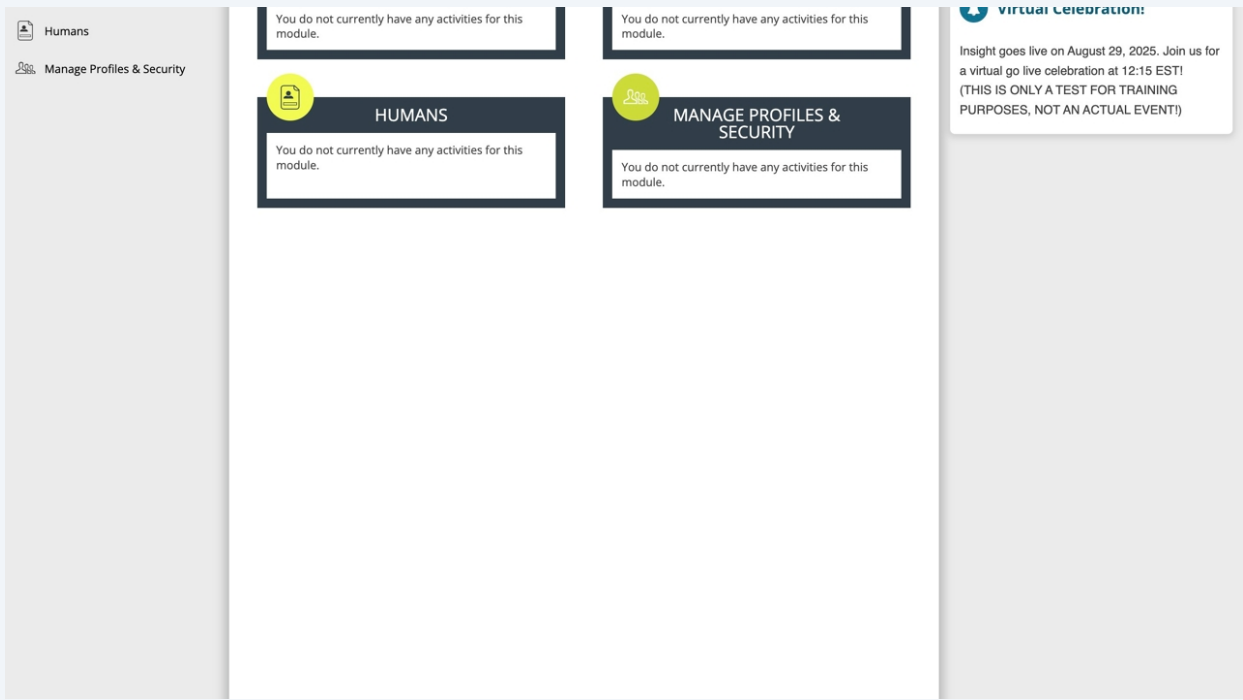 Humans
Manage Profiles & Security
You do not currently have any activities for this
module.
You do not currently have any activities for this
module.
HUMANS
You do not currently have any activities for this
module.
MANAGE PROFILES &
SECURITY
You do not currently have any activities for this
module.
Virtual Celebration!
Insight goes live on August 29, 2025. Join us for
a virtual go live celebration at 12:15 EST!
(THIS IS ONLY A TEST FOR TRAINING
PURPOSES, NOT AN ACTUAL EVENT!)